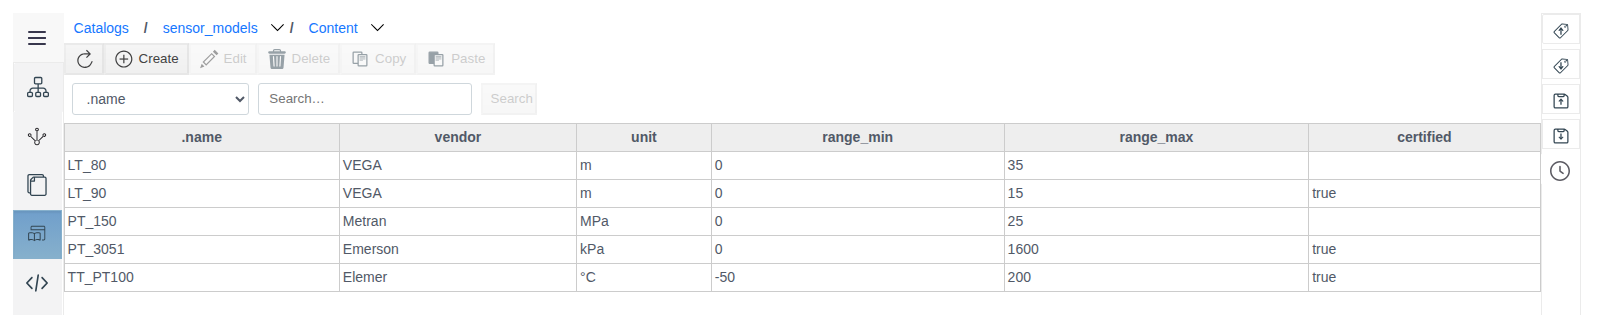 Catalogs / sensor_models / Content
Create Edit Delete Copy Paste
.name Search... Search
.name vendor unit range_min range_max certified
LT_80 VEGA m 0 35
LT_90 VEGA m 0 15 true
PT_150 Metran MPa 0 25
PT_3051 Emerson kPa 0 1600 true
TT_PT100 Elemer °C -50 200 true